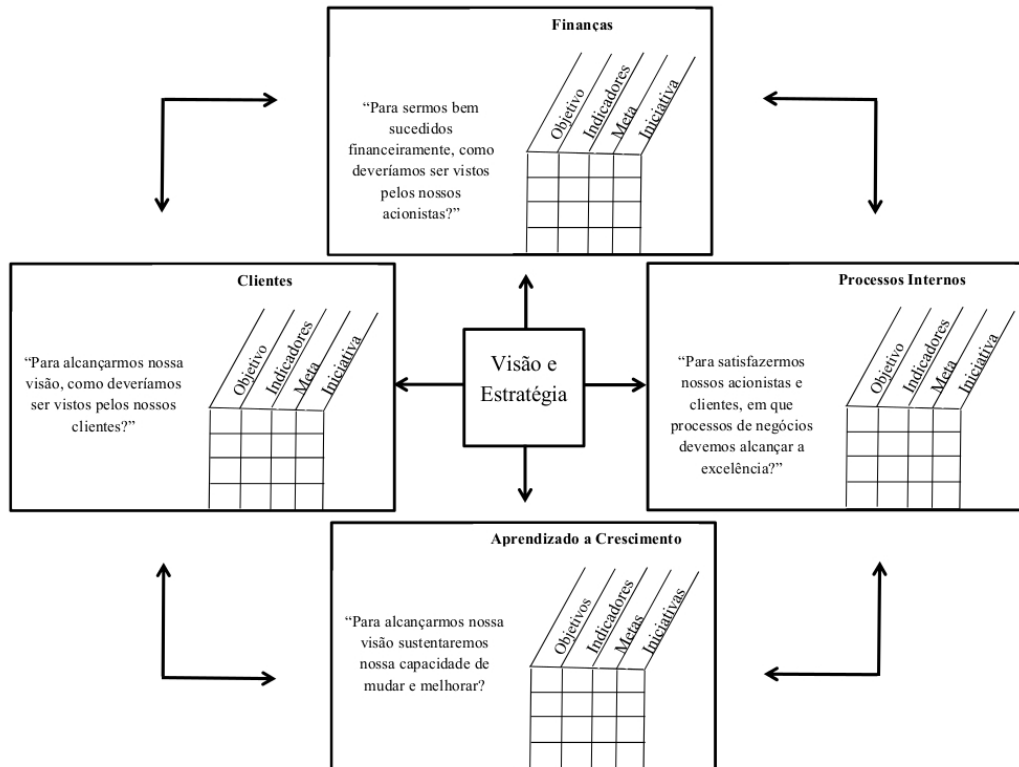 Finanças
“Para sermos bem
sucedidos
financeiramente, como
deveríamos ser vistos
pelos nossos
acionistas?”
Objetivo
Indicadores
Meta
Iniciativa
Clientes
“Para alcançarmos nossa
visão, como deveríamos
ser vistos pelos nossos
clientes?”
Objetivo
Indicadores
Meta
Iniciativa
Visão e
Estratégia
Processos Internos
“Para satisfazermos
nossos acionistas e
clientes, em que
processos de negócios
devemos alcançar a
excelência?”
Objetivo
Indicadores
Meta
Iniciativa
Aprendizado a Crescimento
“Para alcançarmos nossa
visão sustentaremos
nossa capacidade de
mudar e melhorar?
Objetivos
Indicadores
Metas
Iniciativas